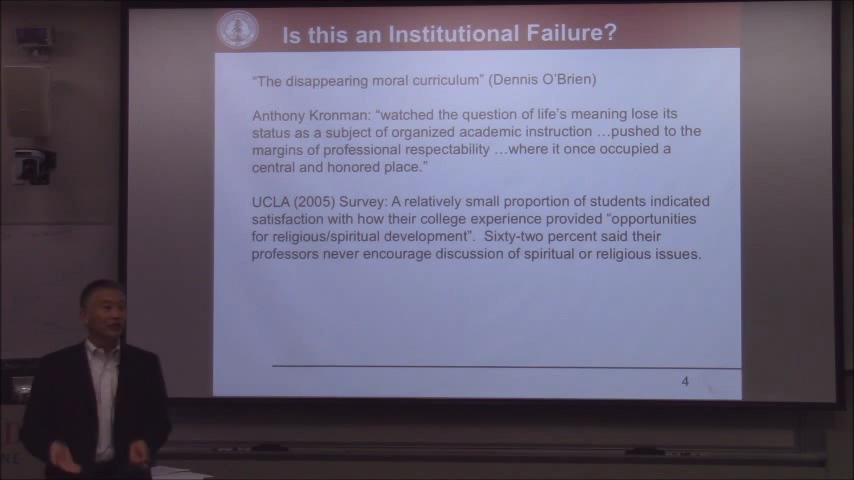 Is this an Institutional Failure?
“The disappearing moral curriculum” (Dennis O’Brien)
Anthony Kronman: “watched the question of life’s meaning lose its
status as a subject of organized academic instruction …pushed to the
margins of professional respectability …where it once occupied a
central and honored place.”
UCLA (2005) Survey: A relatively small proportion of students indicated
satisfaction with how their college experience provided “opportunities
for religious/spiritual development”.  Sixty-two percent said their
professors never encourage discussion of spiritual or religious issues.
4